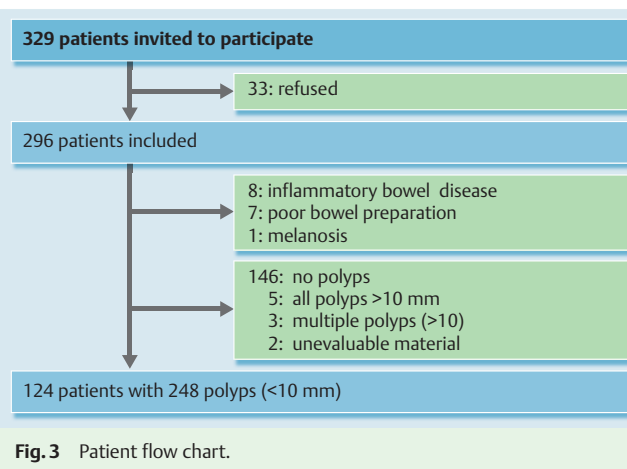 329 patients invited to participate
33: refused
296 patients included
8: inflammatory bowel disease
7: poor bowel preparation
1: melanosis
146: no polyps
5: all polyps >10 mm
3: multiple polyps (>10)
2: unevaluable material
124 patients with 248 polyps (<10 mm)
Fig. 3 Patient flow chart.